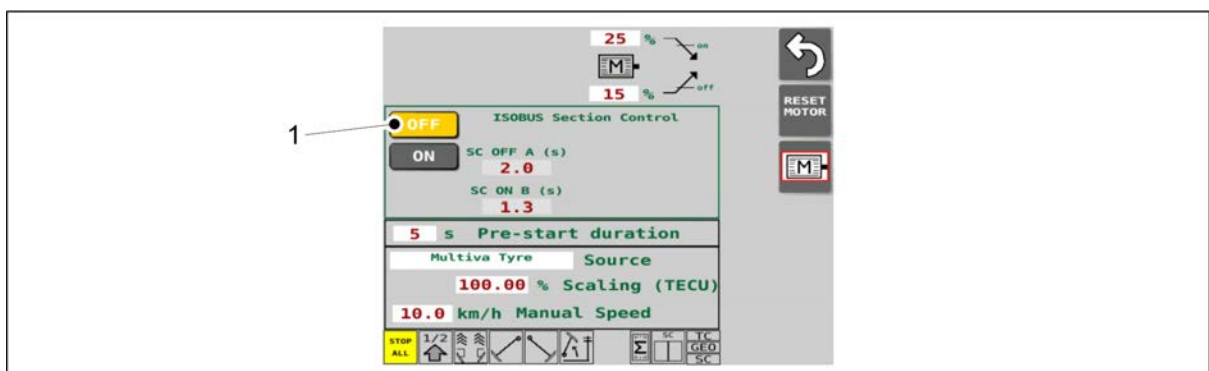 25 %
on
M
15 %
off
RESET
MOTOR
1
OFF
ISOBUS Section Control
ON
SC OFF A (s)
2.0
M
SC ON B (s)
1.3
5 s Pre-start duration
Multiva Tyre Source
100.00 % Scaling (TECU)
10.0 km/h Manual Speed
STOP
ALL
1/2
Σ
SC
TC
GEO
SC